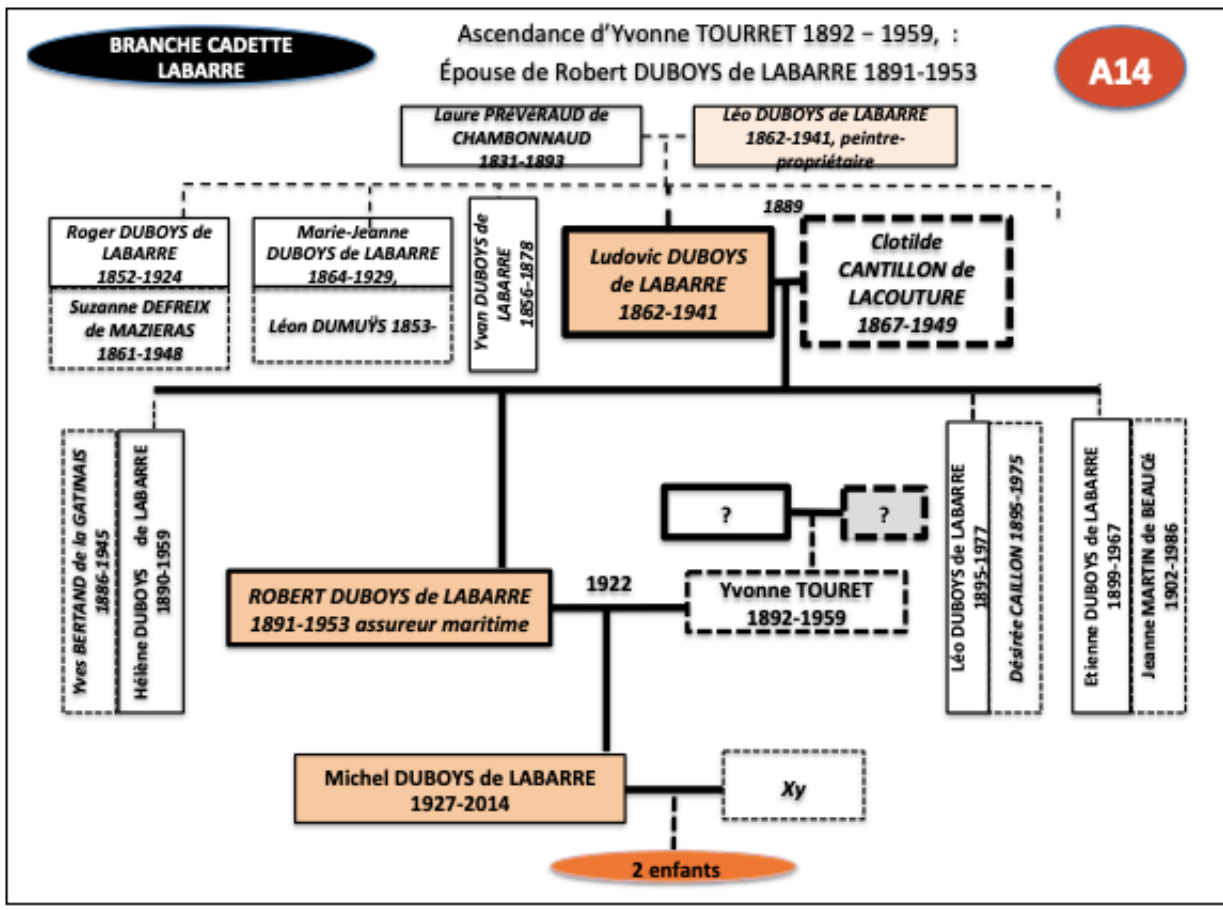 BRANCHE CADETTE
LABARRE
Ascendance d’Yvonne TOURRET 1892 – 1959, :
Épouse de Robert DUBOYS de LABARRE 1891-1953
A14
Laure PRéVéRAUD de
CHAMBONNAUD
1831-1893
Léo DUBOYS de LABARRE
1862-1941, peintre-
propriétaire
Roger DUBOYS de
LABARRE
1852-1924
Suzanne DEFREIX
de MAZIERAS
1861-1948
Marie-Jeanne
DUBOYS de LABARRE
1864-1929,
Léon DUMUŸS 1853-
Yvan DUBOYS de
LABARRE
1856-1878
Ludovic DUBOYS
de LABARRE
1862-1941
1889
Clotilde
CANTILLON de
LACOUTURE
1867-1949
Yves BERTRAND de la GATINAIS
1886-1945
Hélène DUBOYS de LABARRE
1890-1959
?
?
ROBERT DUBOYS de LABARRE
1891-1953 assureur maritime
1922
Yvonne TOURET
1892-1959
Léo DUBOYS de LABARRE
1895-1977
Désirée CAILLON 1895-1975
Etienne DUBOYS de LABARRE
1899-1967
Jeanne MARTIN de BEAUCé
1902-1986
Michel DUBOYS de LABARRE
1927-2014
Xy
2 enfants